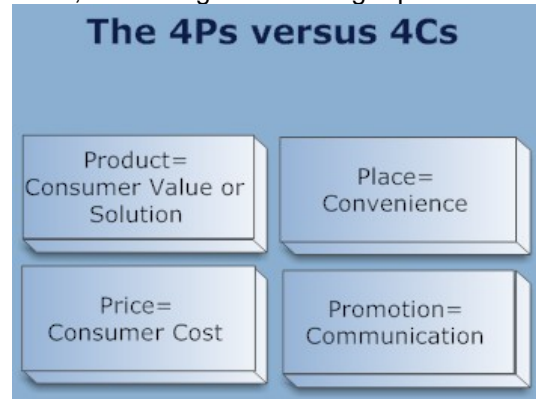 The 4Ps versus 4Cs
Product=
Consumer Value or
Solution
Place=
Convenience
Price=
Consumer Cost
Promotion=
Communication